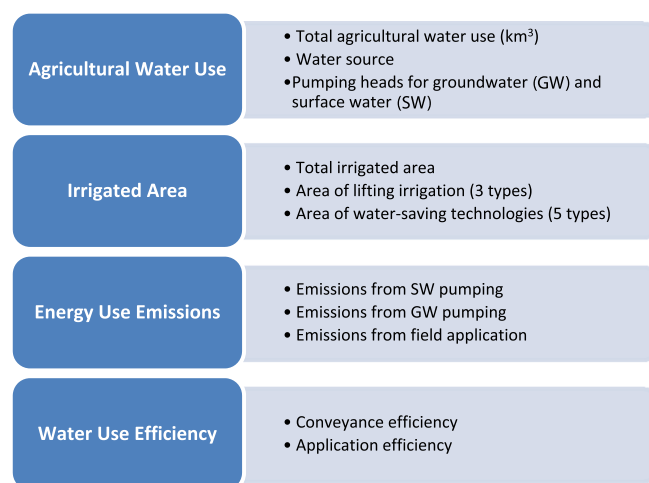 Agricultural Water Use
• Total agricultural water use (km³)
• Water source
•Pumping heads for groundwater (GW) and
surface water (SW)
Irrigated Area
• Total irrigated area
• Area of lifting irrigation (3 types)
• Area of water-saving technologies (5 types)
Energy Use Emissions
• Emissions from SW pumping
• Emissions from GW pumping
• Emissions from field application
Water Use Efficiency
• Conveyance efficiency
• Application efficiency